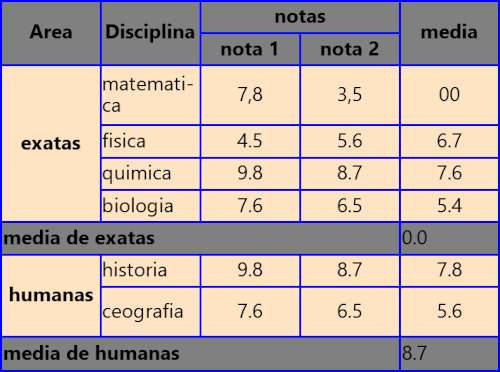 Area Disciplina notas media
nota 1 nota 2
exatas
matemati-
ca 7,8 3,5 00
fisica 4.5 5.6 6.7
quimica 9.8 8.7 7.6
biologia 7.6 6.5 5.4
media de exatas 0.0
humanas
historia 9.8 8.7 7.8
ceografia 7.6 6.5 5.6
media de humanas 8.7